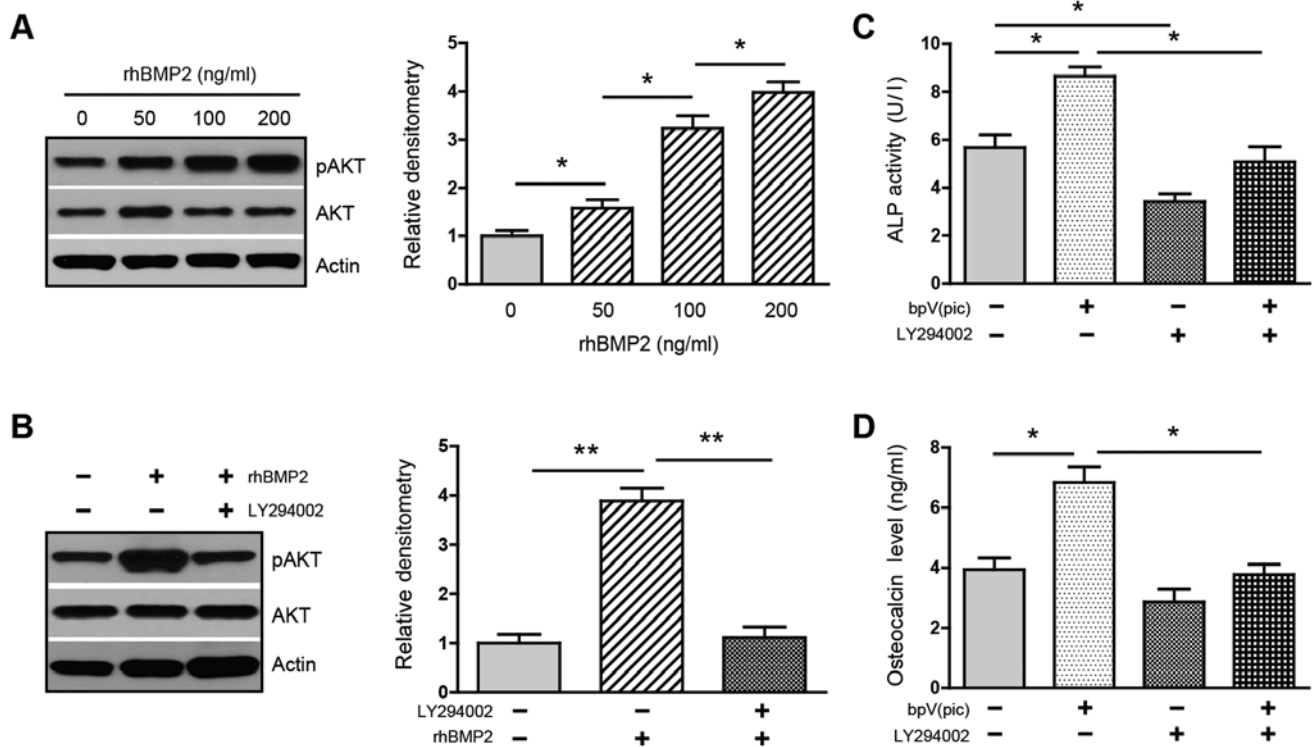 A
rhBMP2 (ng/ml)
0 50 100 200
pAKT
AKT
Actin
Relative densitometry
5
4
3
2
1
0
* * *
0 50 100 200
rhBMP2 (ng/ml)
B
− + + rhBMP2
− − + LY294002
pAKT
AKT
Actin
Relative densitometry
5
4
3
2
1
0
** **
LY294002 − − +
rhBMP2 − + +
C
ALP activity (U/l)
10
8
6
4
2
0
*
* *
bpV(pic) − + − +
LY294002 − − + +
D
Osteocalcin level (ng/ml)
8
6
4
2
0
* *
bpV(pic) − + − +
LY294002 − − + +